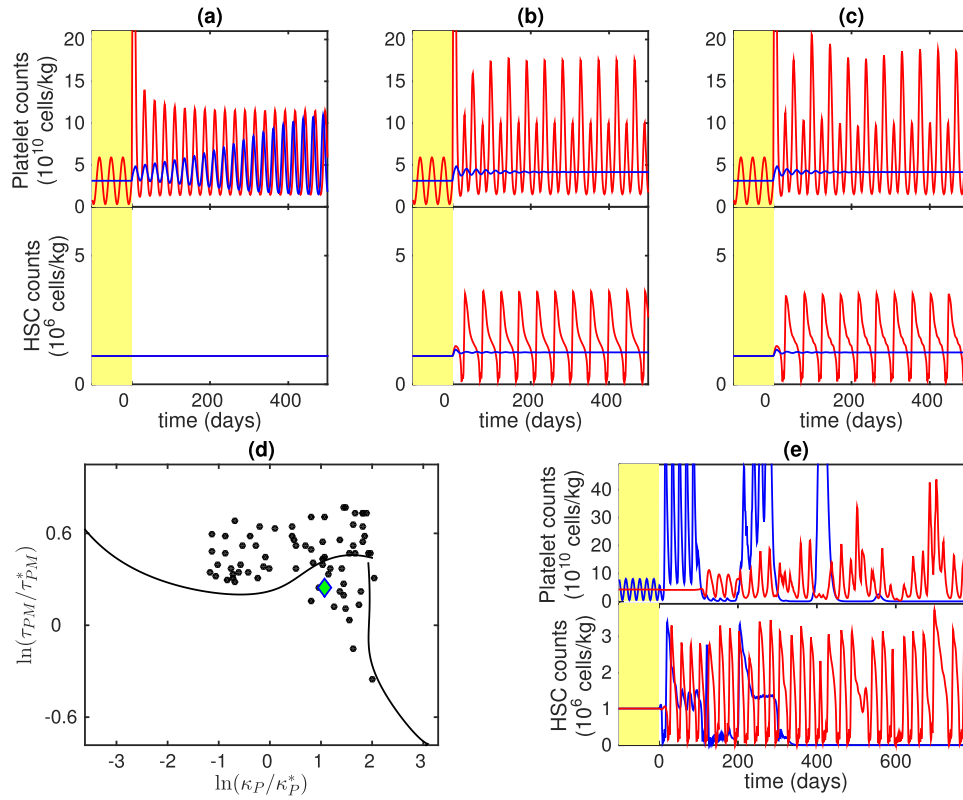 (a)
(b)
(c)
Platelet counts
(10^10 cells/kg)
20
15
10
5
0
20
15
10
5
0
20
15
10
5
0
HSC counts
(10^6 cells/kg)
5
0
5
0
5
0
0 200 400
0 200 400
0 200 400
time (days)
time (days)
time (days)
(d)
(e)
ln(τ_PM/τ*_PM)
0.6
0
-0.6
-3 -2 -1 0 1 2 3
ln(κ_P/κ*_P)
Platelet counts
(10^10 cells/kg)
40
30
20
10
0
HSC counts
(10^6 cells/kg)
3
2
1
0
0 200 400 600
time (days)